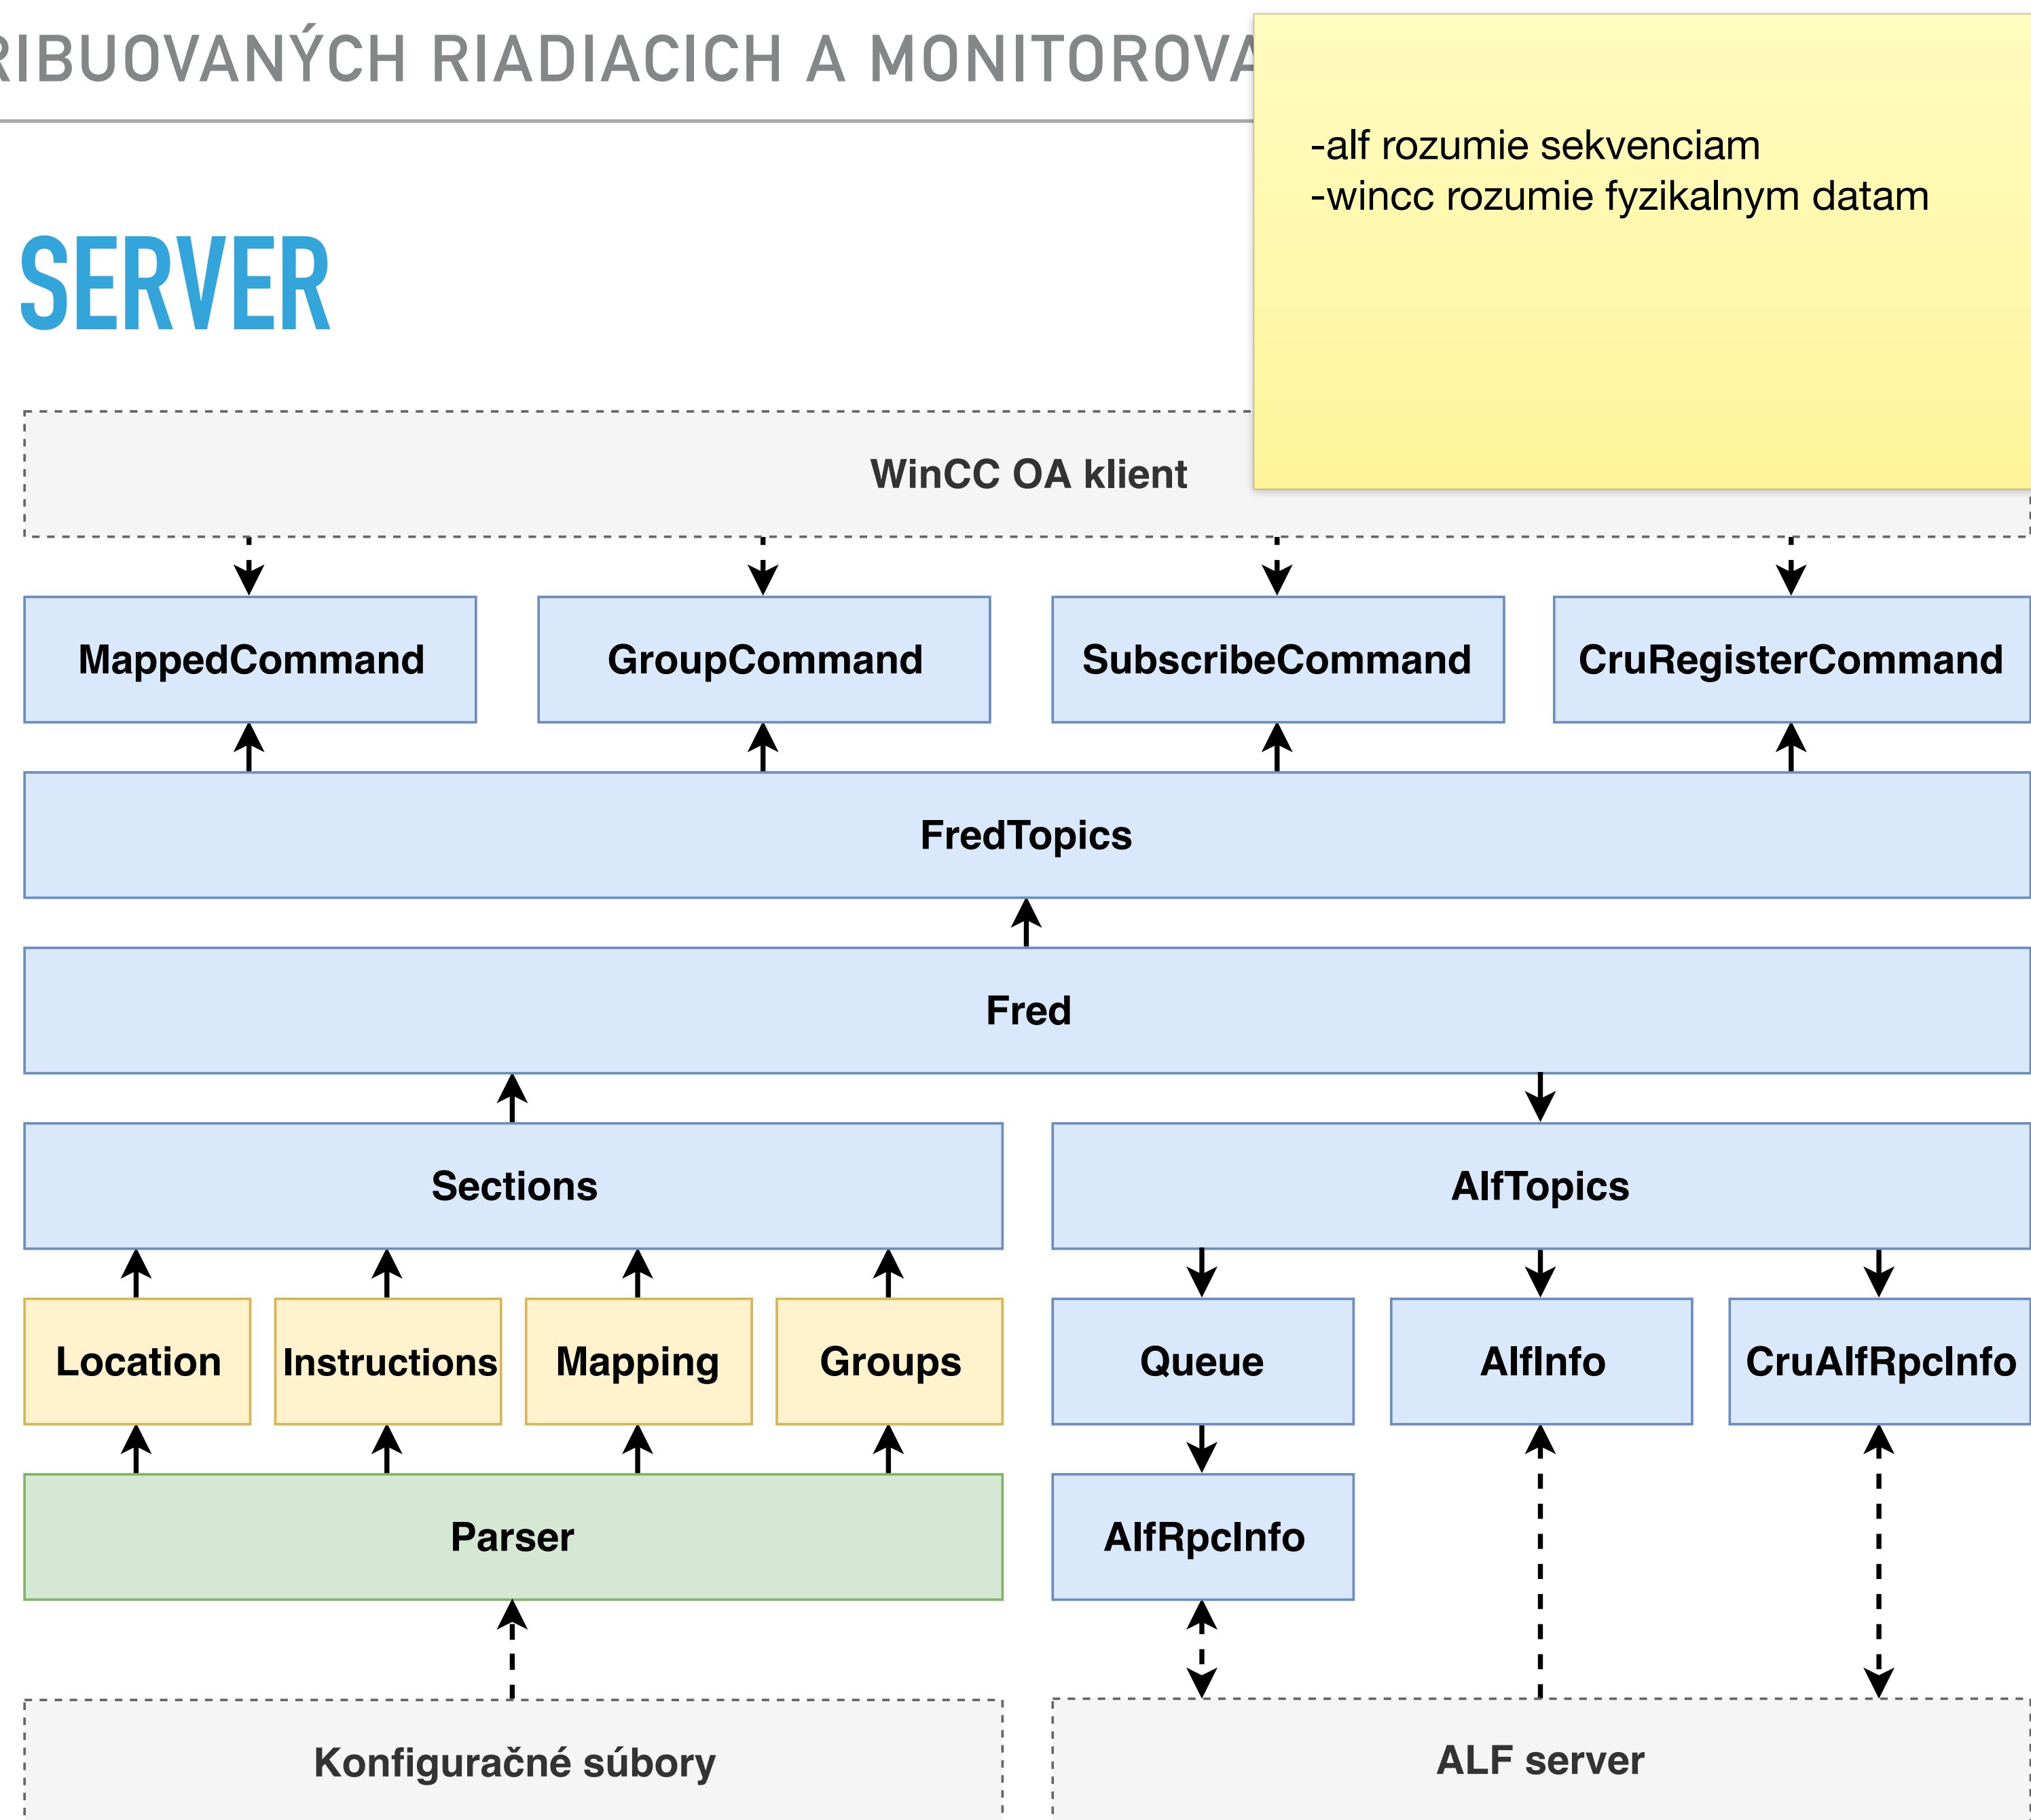 RIBUOVANÝCH RIADIACICH A MONITOROVA
-alf rozumie sekvenciam
-wincc rozumie fyzikalnym datam
SERVER
WinCC OA klient
MappedCommand GroupCommand SubscribeCommand CruRegisterCommand
FredTopics
Fred
Sections AlfTopics
Location Instructions Mapping Groups Queue AlfInfo CruAlfRpcInfo
Parser AlfRpcInfo
Konfiguračné súbory ALF server